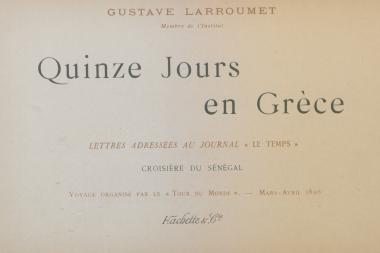 GUSTAVE LARROUMET
Membre de l'Institut
Quinze Jours
en Grèce
LETTRES ADRESSÉES AU JOURNAL « LE TEMPS »
CROISIÈRE DU SÉNÉGAL
VOYAGE ORGANISÉ PAR LE « TOUR DU MONDE ». — MARS-AVRIL 1896
Hachette & Cie